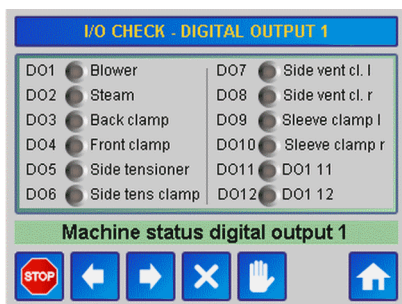 I/O CHECK - DIGITAL OUTPUT 1
DO1 Blower
DO2 Steam
DO3 Back clamp
DO4 Front clamp
DO5 Side tensioner
DO6 Side tens clamp
DO7 Side vent cl. l
DO8 Side vent cl. r
DO9 Sleeve clamp l
DO10 Sleeve clamp r
DO11 DO1 11
DO12 DO1 12
Machine status digital output 1
STOP